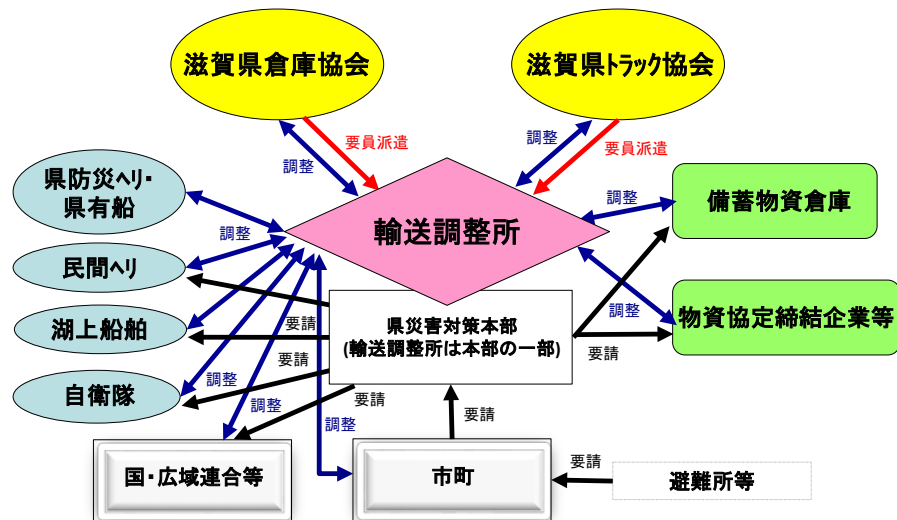 滋賀県倉庫協会
滋賀県トラック協会
調整
要員派遣
調整
要員派遣
県防災ヘリ・
県有船
調整
輸送調整所
調整
備蓄物資倉庫
民間ヘリ
湖上船舶
要請
県災害対策本部
(輸送調整所は本部の一部)
調整
物資協定締結企業等
要請
自衛隊
調整
調整
要請
調整
要請
国・広域連合等
市町
要請
避難所等